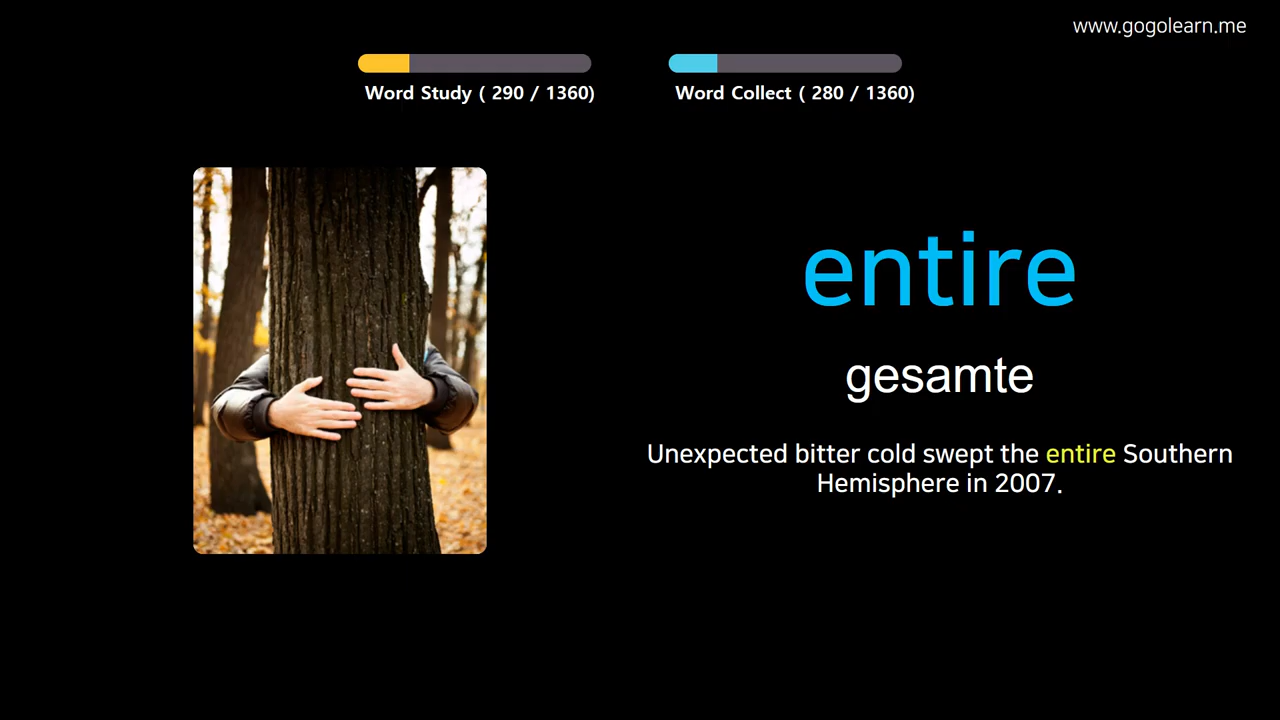 www.gogolearn.me
Word Study ( 290 / 1360)
Word Collect ( 280 / 1360)
entire
gesamte
Unexpected bitter cold swept the entire Southern
Hemisphere in 2007.